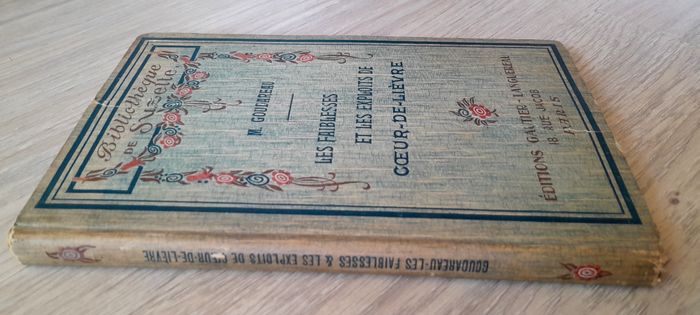 Bibliothèque
DE Suzette
M. GOUDAREAU
LES FAIBLESSES
ET LES EXPLOITS DE
CŒUR-DE-LIÈVRE
ÉDITIONS GAUTIER-LANGUEREAU
18, RUE JACOB
PARIS
GOUDAREAU-LES FAIBLESSES & LES EXPLOITS DE CŒUR-DE-LIÈVRE